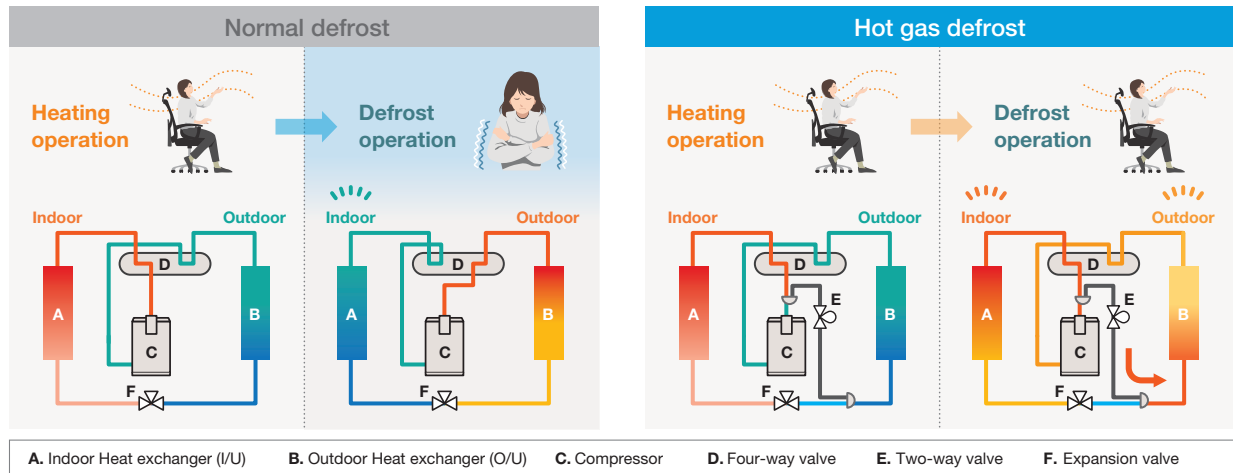 Normal defrost
Heating
operation
Defrost
operation
Indoor
Outdoor
D
A
B
C
F
Indoor
Outdoor
D
A
B
C
F
Hot gas defrost
Heating
operation
Defrost
operation
Indoor
Outdoor
D
E
A
B
C
F
Indoor
Outdoor
D
E
A
B
C
F
A. Indoor Heat exchanger (I/U) B. Outdoor Heat exchanger (O/U) C. Compressor D. Four-way valve E. Two-way valve F. Expansion valve